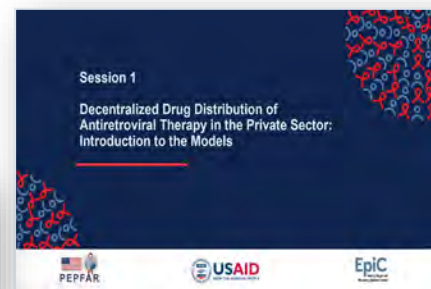 Session 1
Decentralized Drug Distribution of
Antiretroviral Therapy in the Private Sector:
Introduction to the Models
PEPFAR
USAID
EpiC